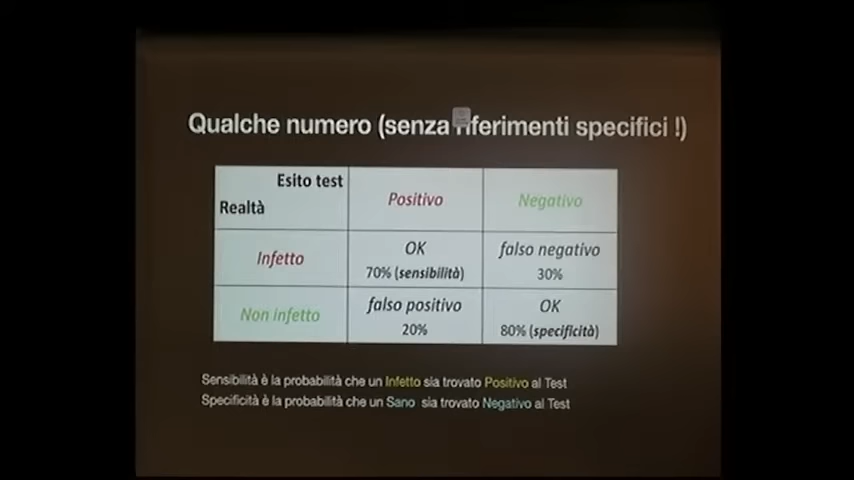 Qualche numero (senza riferimenti specifici !)
Esito test
Realtà
Positivo
Negativo
Infetto
OK
70% (sensibilità)
falso negativo
30%
Non infetto
falso positivo
20%
OK
80% (specificità)
Sensibilità è la probabilità che un Infetto sia trovato Positivo al Test
Specificità è la probabilità che un Sano sia trovato Negativo al Test